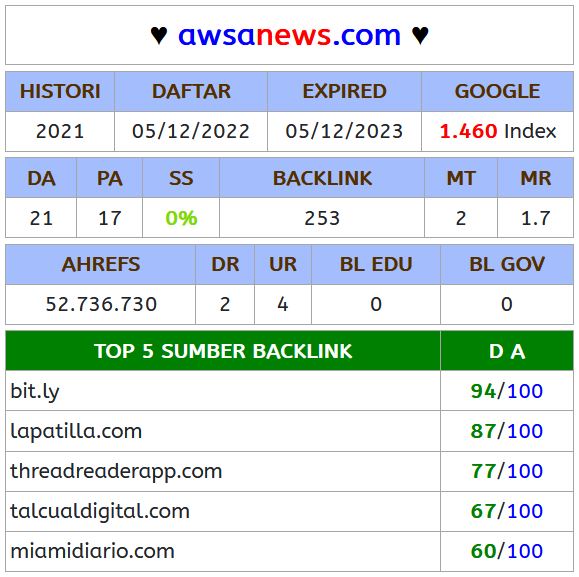 ♥ awsanews.com ♥
HISTORI DAFTAR EXPIRED GOOGLE
2021 05/12/2022 05/12/2023 1.460 Index
DA PA SS BACKLINK MT MR
21 17 0% 253 2 1.7
AHREFS DR UR BL EDU BL GOV
52.736.730 2 4 0 0
TOP 5 SUMBER BACKLINK D A
bit.ly 94/100
lapatilla.com 87/100
threadreaderapp.com 77/100
talcualdigital.com 67/100
miamidiario.com 60/100